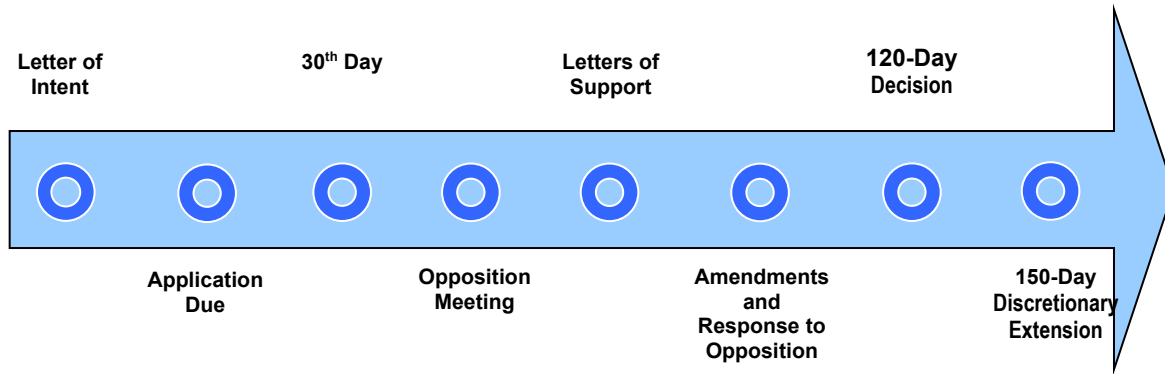 Letter of
Intent
30th Day
Letters of
Support
120-Day
Decision
Application
Due
Opposition
Meeting
Amendments
and
Response to
Opposition
150-Day
Discretionary
Extension